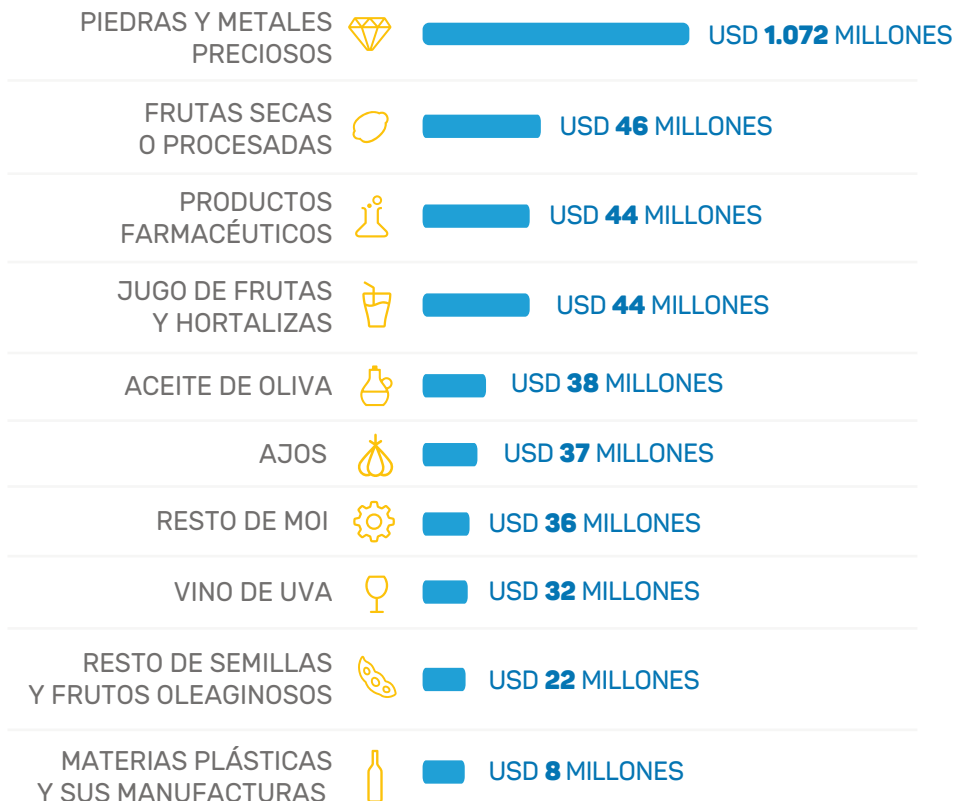 PIEDRAS Y METALES
PRECIOSOS
USD 1.072 MILLONES
FRUTAS SECAS
O PROCESADAS
USD 46 MILLONES
PRODUCTOS
FARMACÉUTICOS
USD 44 MILLONES
JUGO DE FRUTAS
Y HORTALIZAS
USD 44 MILLONES
ACEITE DE OLIVA
USD 38 MILLONES
AJOS
USD 37 MILLONES
RESTO DE MOI
USD 36 MILLONES
VINO DE UVA
USD 32 MILLONES
RESTO DE SEMILLAS
Y FRUTOS OLEAGINOSOS
USD 22 MILLONES
MATERIAS PLÁSTICAS
Y SUS MANUFACTURAS
USD 8 MILLONES